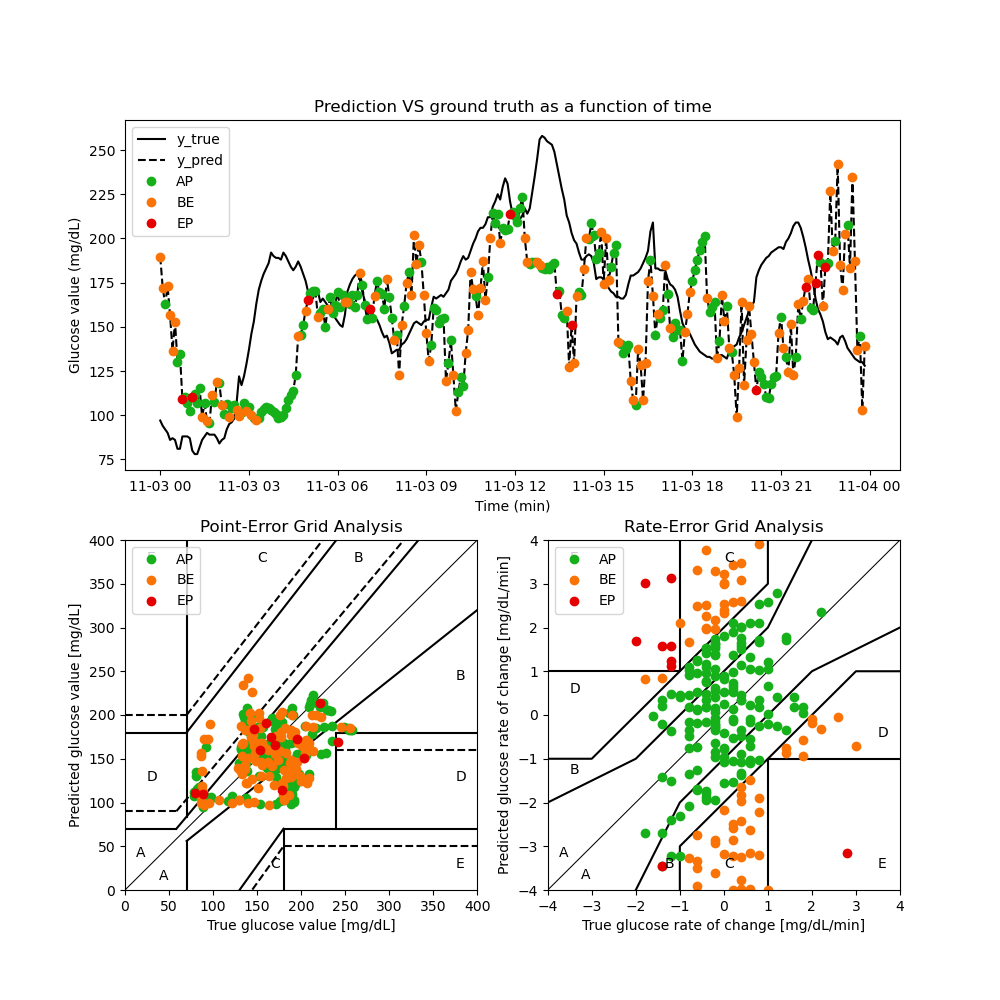 Prediction VS ground truth as a function of time
Glucose value (mg/dL)
250
225
200
175
150
125
100
75
y_true
y_pred
AP
BE
EP
11-03 00 11-03 03 11-03 06 11-03 09 11-03 12 11-03 15 11-03 18 11-03 21 11-04 00
Time (min)
Point-Error Grid Analysis
Predicted glucose value [mg/dL]
400
350
300
250
200
150
100
50
0
AP
BE
EP
C
B
B
D
D
A
A
C
E
0 50 100 150 200 250 300 350 400
True glucose value [mg/dL]
Rate-Error Grid Analysis
Predicted glucose rate of change [mg/dL/min]
4
3
2
1
0
−1
−2
−3
−4
AP
BE
EP
C
D
D
B
A
A
B
C
E
−4 −3 −2 −1 0 1 2 3 4
True glucose rate of change [mg/dL/min]